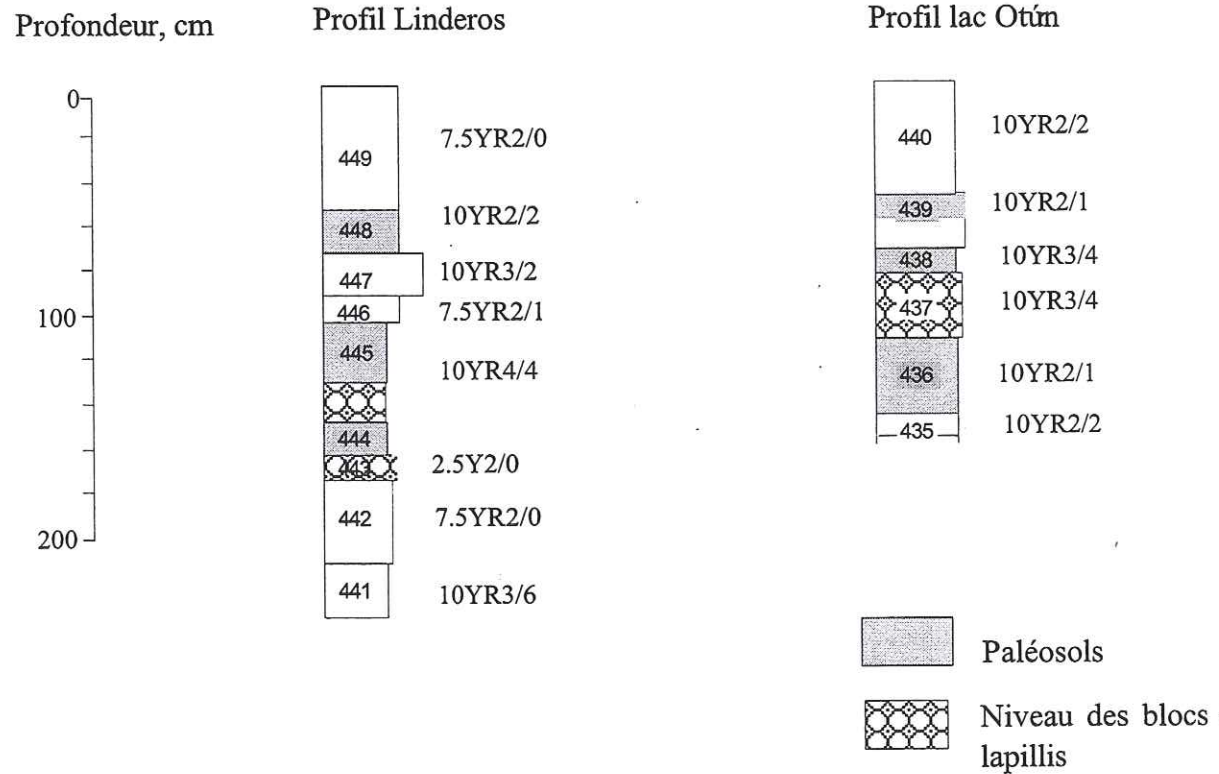 Profondeur, cm
Profil Linderos
Profil lac Otún
0
100
200
449
7.5YR2/0
448
10YR2/2
447
10YR3/2
446
7.5YR2/1
445
10YR4/4
444
443
2.5Y2/0
442
7.5YR2/0
441
10YR3/6
440
10YR2/2
439
10YR2/1
438
10YR3/4
437
10YR3/4
436
10YR2/1
435
10YR2/2
Paléosols
Niveau des blocs
lapillis